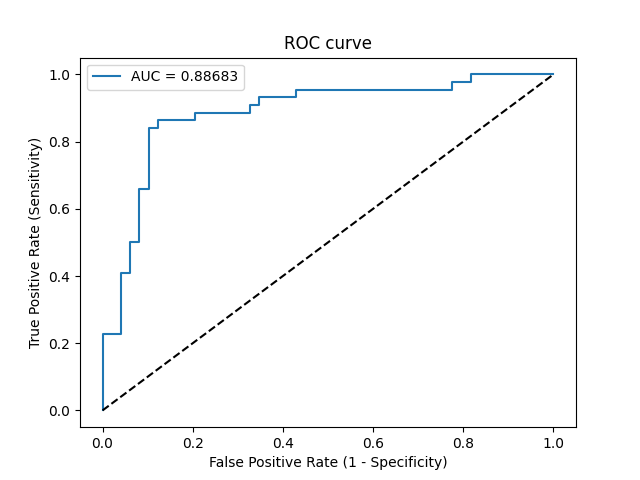 ROC curve
AUC = 0.88683
True Positive Rate (Sensitivity)
1.0
0.8
0.6
0.4
0.2
0.0
0.0 0.2 0.4 0.6 0.8 1.0
False Positive Rate (1 - Specificity)